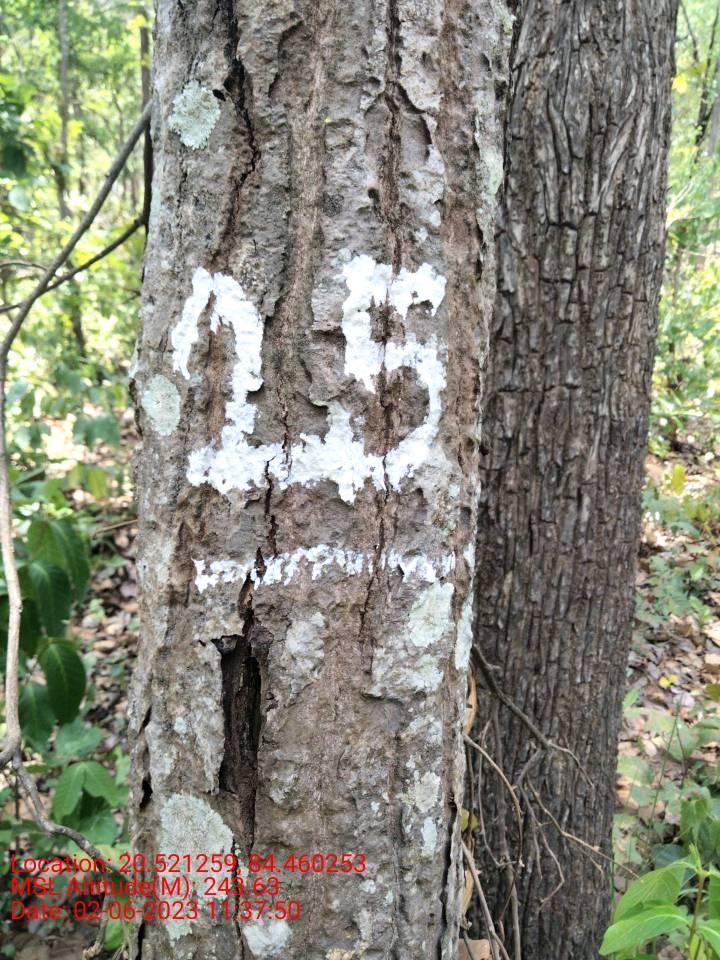 25
Location: 20.521259, 84.460253
MSL Altitude(M): 243.63
Date: 02-06-2023 11:37:50